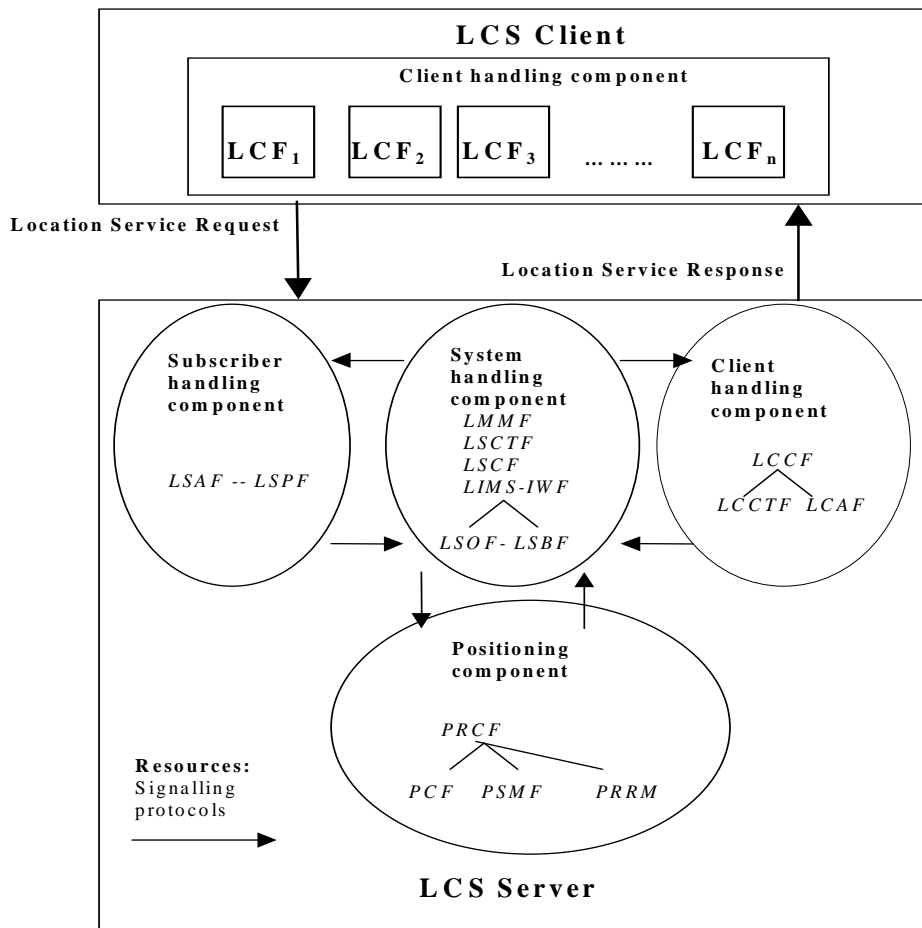 LCS Client
Client handling component
LCF1
LCF2
LCF3
... ... ...
LCFn
Location Service Request
Location Service Response
Subscriber
handling
component
LSAF -- LSPF
System
handling
component
LMMF
LSCTF
LSCF
LIMS-IWF
LSOF- LSBF
Client
handling
component
LCCF
LCCTF LCAF
Positioning
component
PRCF
PCF PSMF PRRM
Resources:
Signalling
protocols
LCS Server